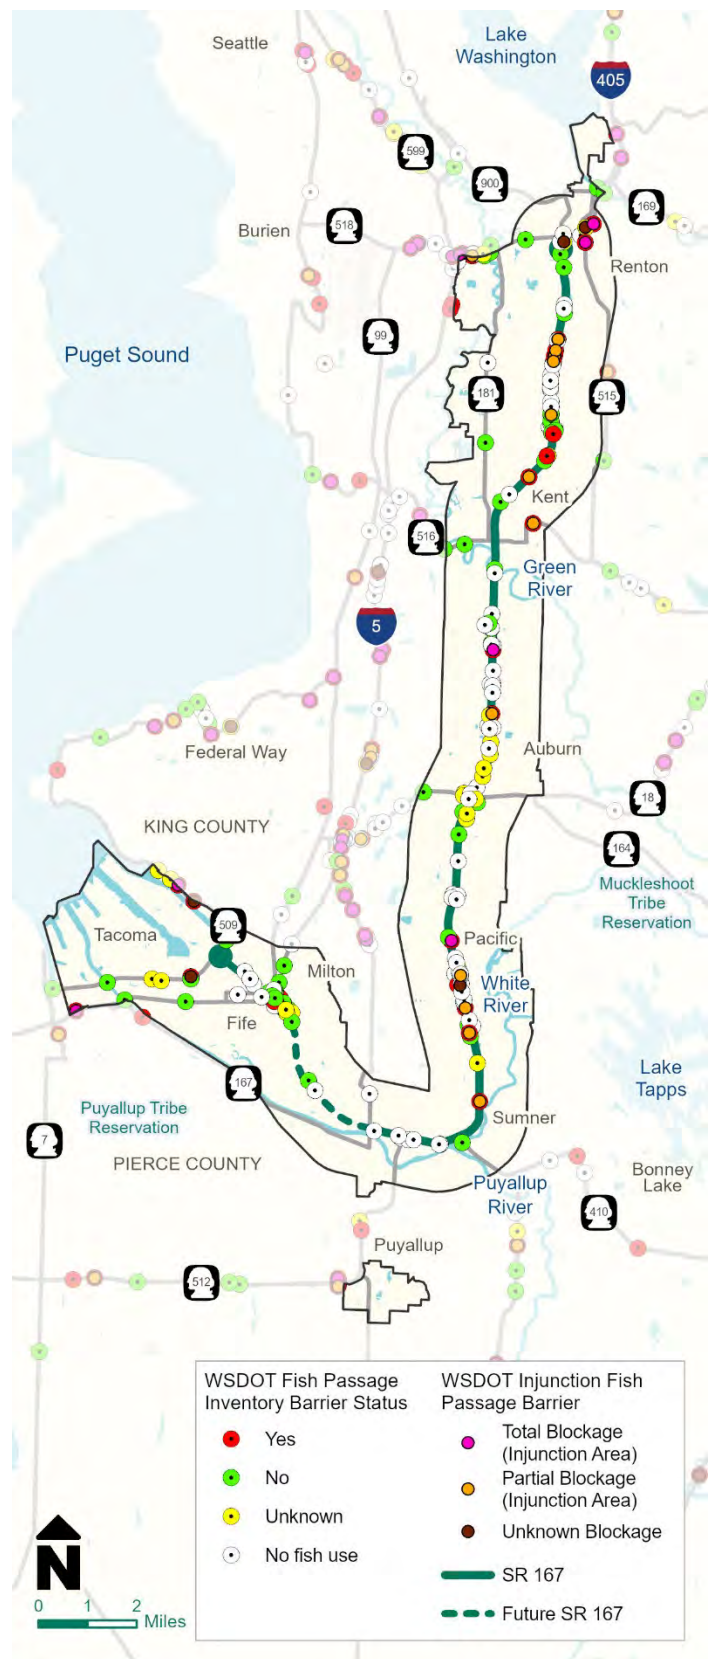 Seattle
Lake
Washington
405
599
900
169
518
Burien
Renton
Puget Sound
99
181
515
Kent
516
Green
River
5
Auburn
Federal Way
18
KING COUNTY
164
Muckleshoot
Tribe
Reservation
509
Tacoma
Pacific
Milton
White
River
Fife
Lake
Tapps
167
Puyallup Tribe
Reservation
Sumner
7
PIERCE COUNTY
Bonney
Lake
Puyallup
River
410
Puyallup
512
WSDOT Fish Passage
Inventory Barrier Status
Yes
No
Unknown
No fish use
WSDOT Injunction Fish
Passage Barrier
Total Blockage
(Injunction Area)
Partial Blockage
(Injunction Area)
Unknown Blockage
SR 167
Future SR 167
N
0 1 2
Miles